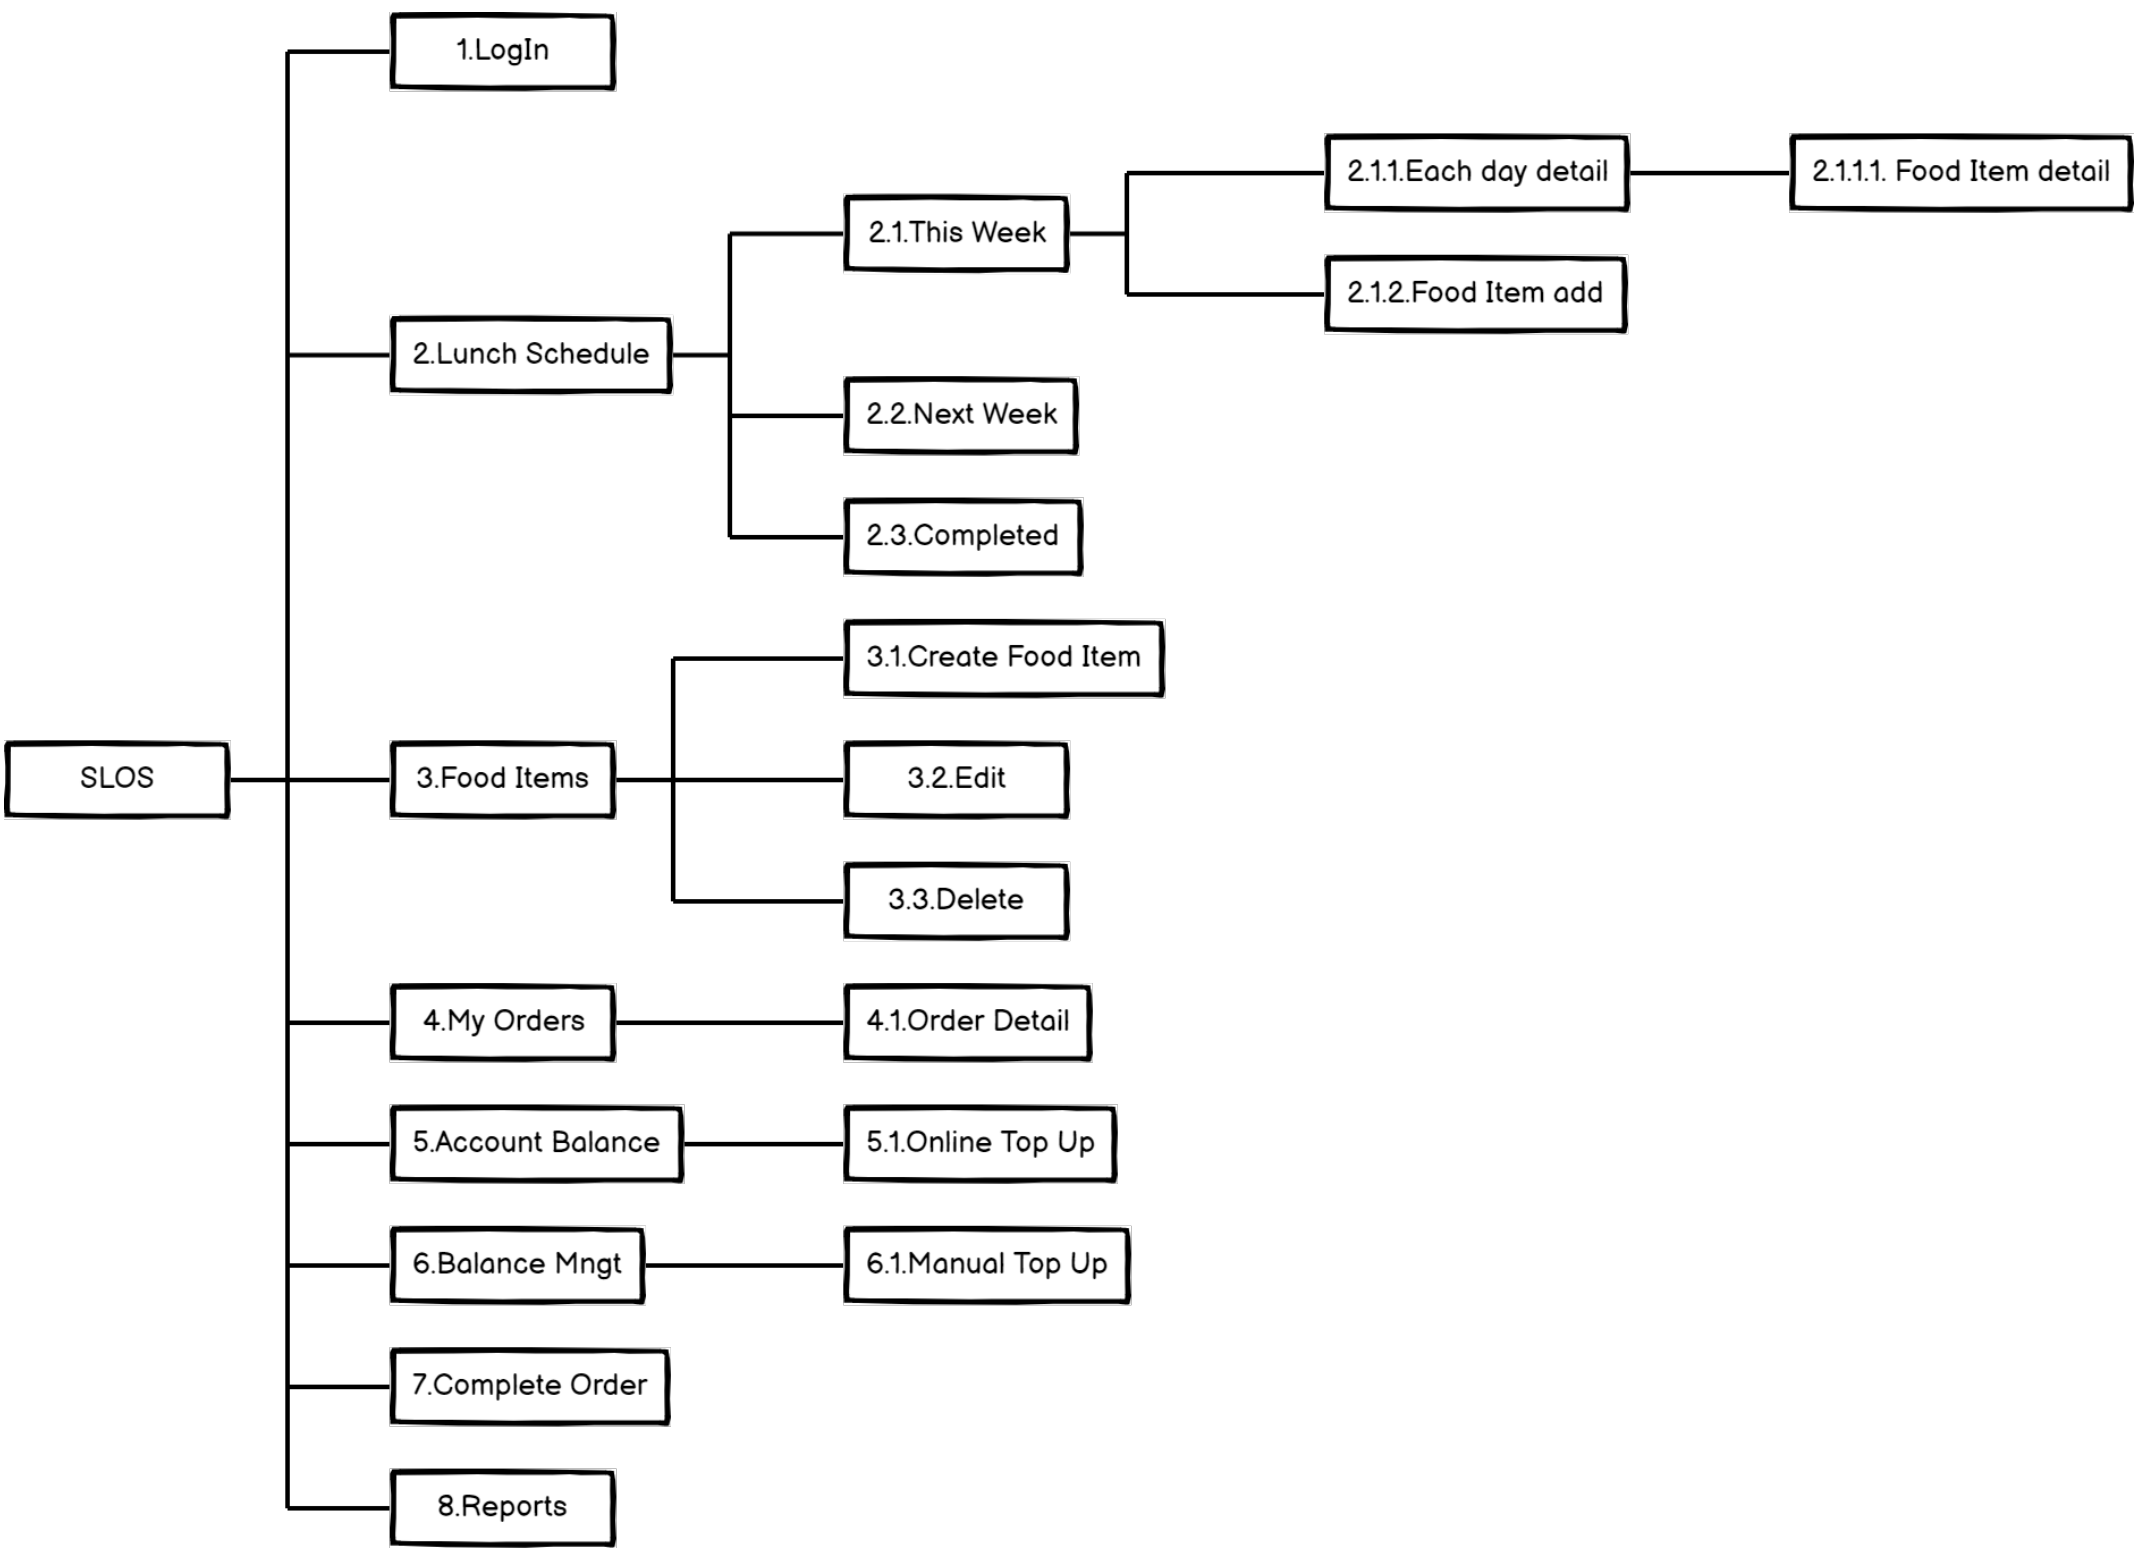 1.LogIn
2.1.1.Each day detail
2.1.1.1. Food Item detail
2.1.This Week
2.1.2.Food Item add
2.Lunch Schedule
2.2.Next Week
2.3.Completed
3.1.Create Food Item
SLOS
3.Food Items
3.2.Edit
3.3.Delete
4.My Orders
4.1.Order Detail
5.Account Balance
5.1.Online Top Up
6.Balance Mngt
6.1.Manual Top Up
7.Complete Order
8.Reports